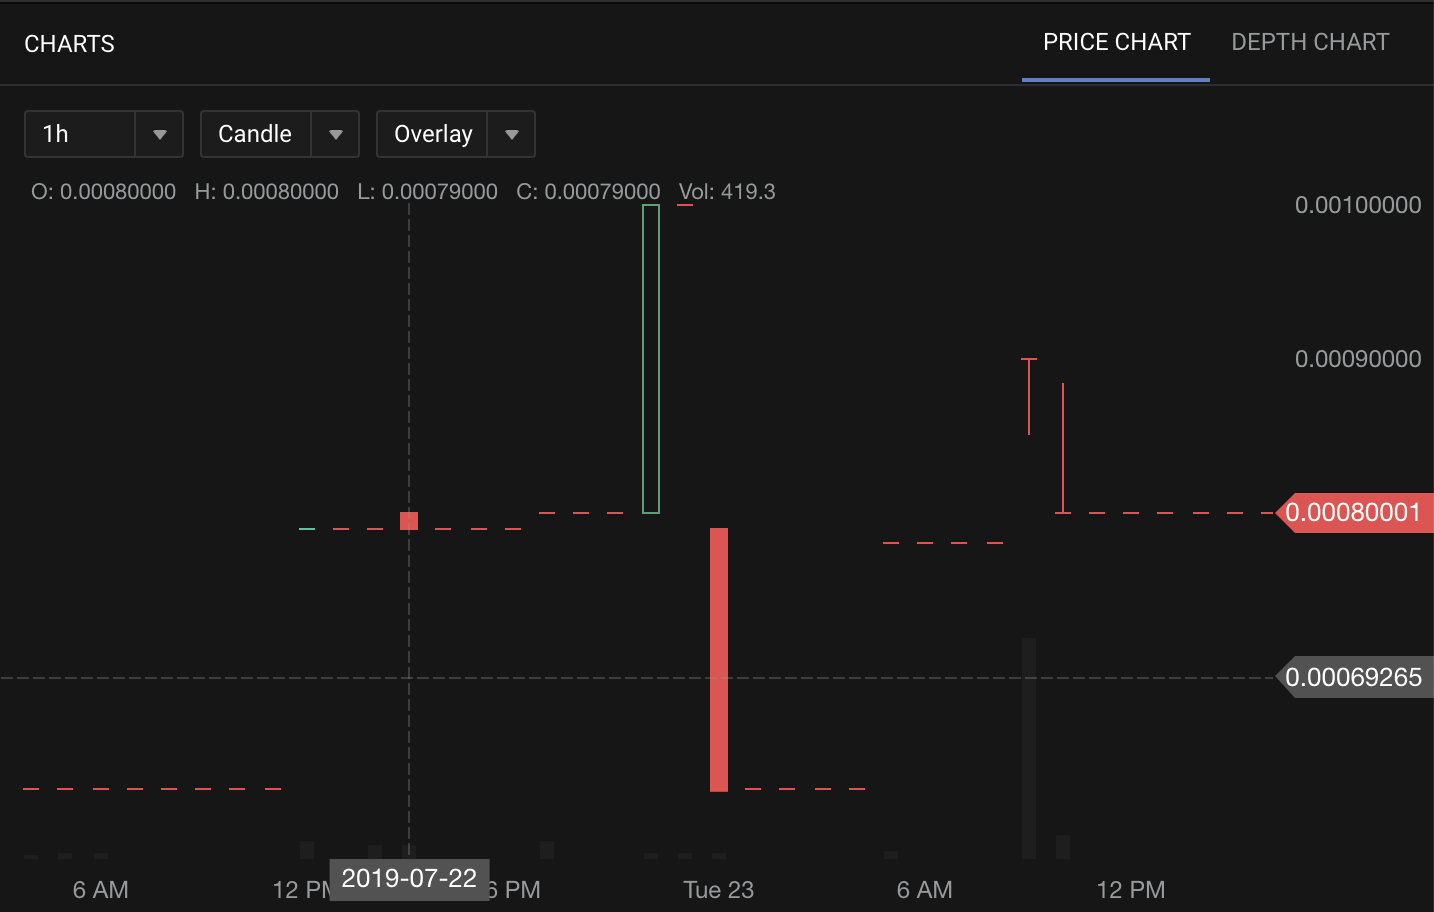 CHARTS PRICE CHART DEPTH CHART
1h Candle Overlay
O: 0.00080000 H: 0.00080000 L: 0.00079000 C: 0.00079000 Vol: 419.3
0.00100000
0.00090000
0.00080001
0.00069265
6 AM 12 PM 2019-07-22 6 PM Tue 23 6 AM 12 PM